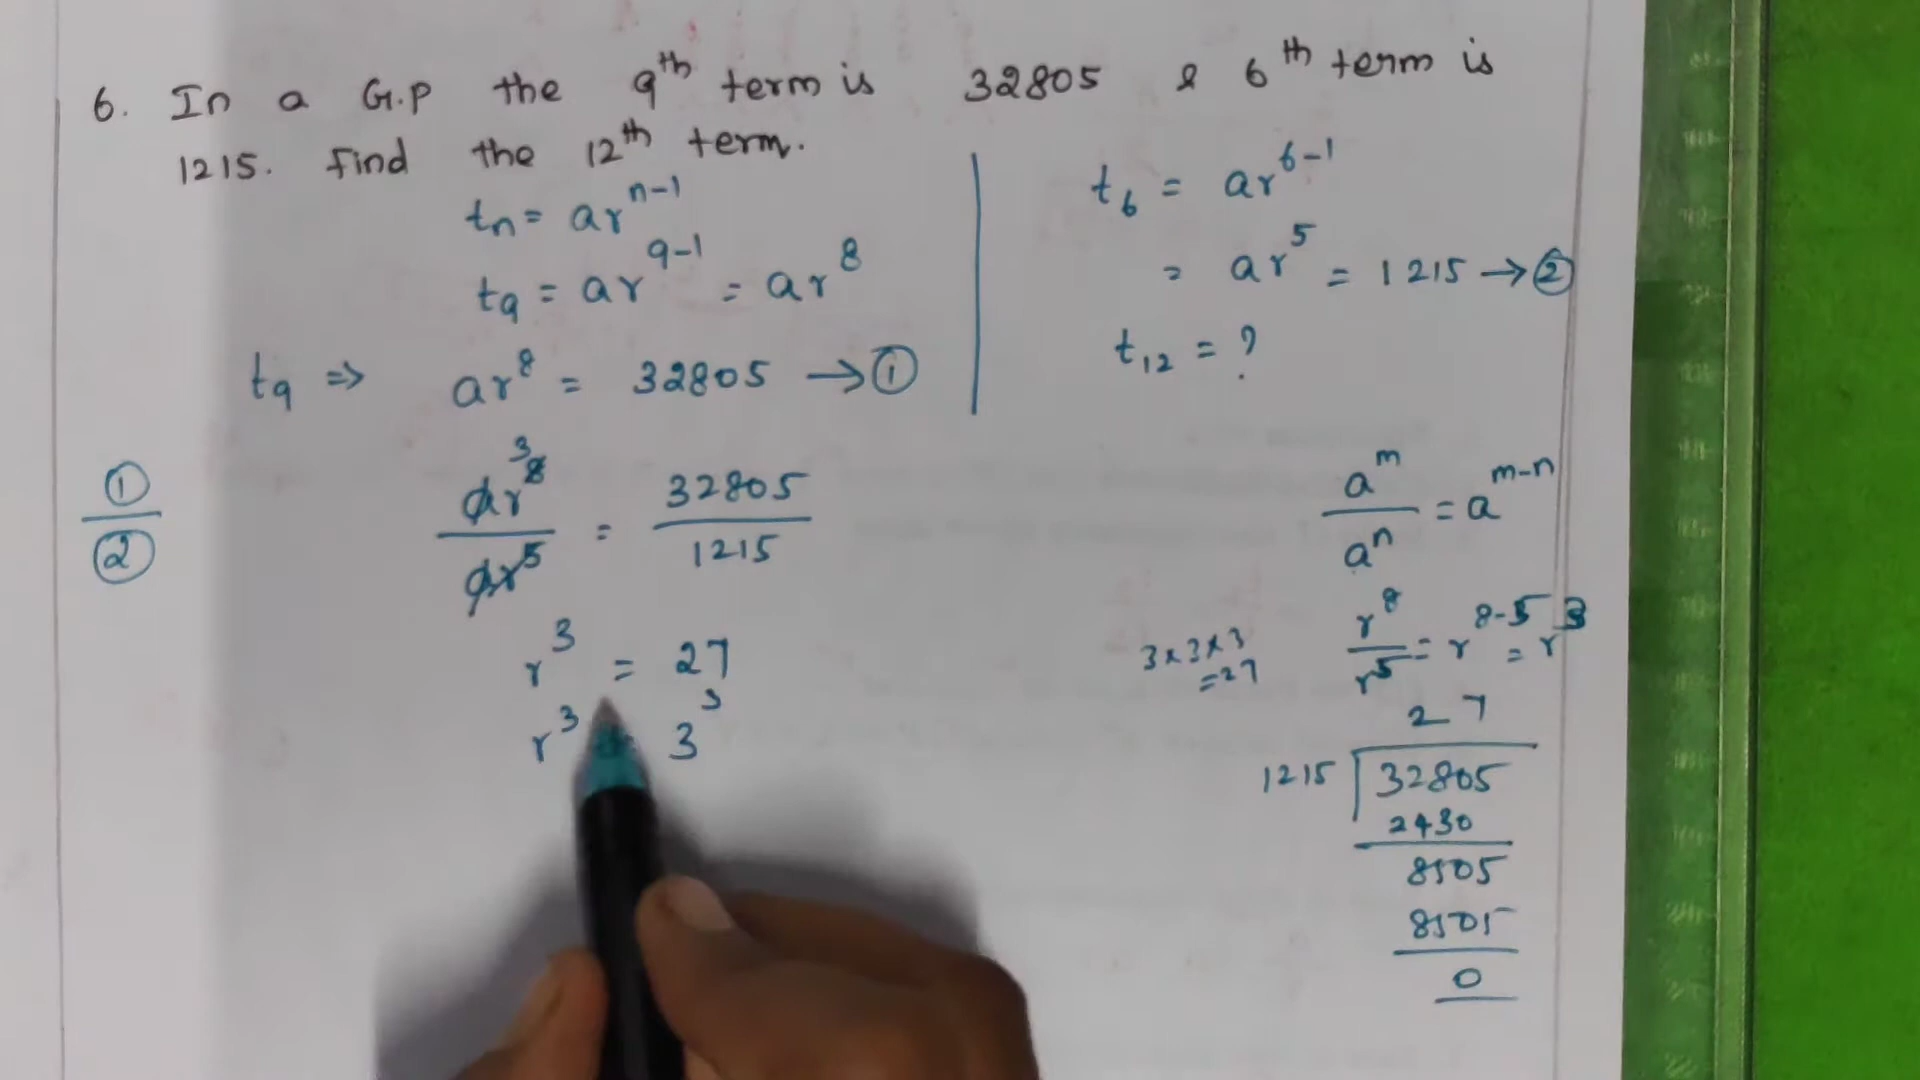 6. In a G.P the 9th term is 32805 & 6th term is
1215. Find the 12th term.
tn = ar^n-1
t9 = ar^9-1 = ar^8
t9 ⇒ ar^8 = 32805 → ①
t6 = ar^6-1
= ar^5 = 1215 → ②
t12 = ?
①/② ar^8 3/ar^5 = 32805/1215
r^3 = 27
r^3 3^3
a^m/a^n = a^m-n
3×3×3
=27
r^8/r^5 = r^8-5 = r^3
27
1215 32805
2430
8505
8505
0